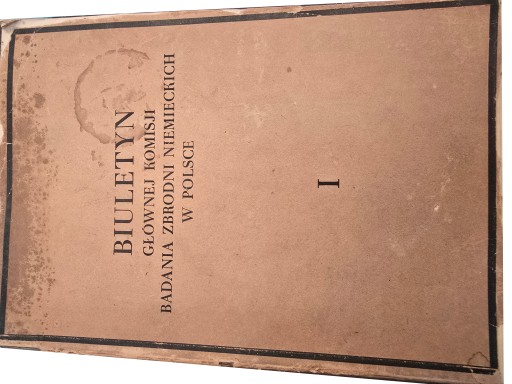 BIULETYN
GŁÓWNEJ KOMISJI
BADANIA ZBRODNI NIEMIECKICH
W POLSCE
I